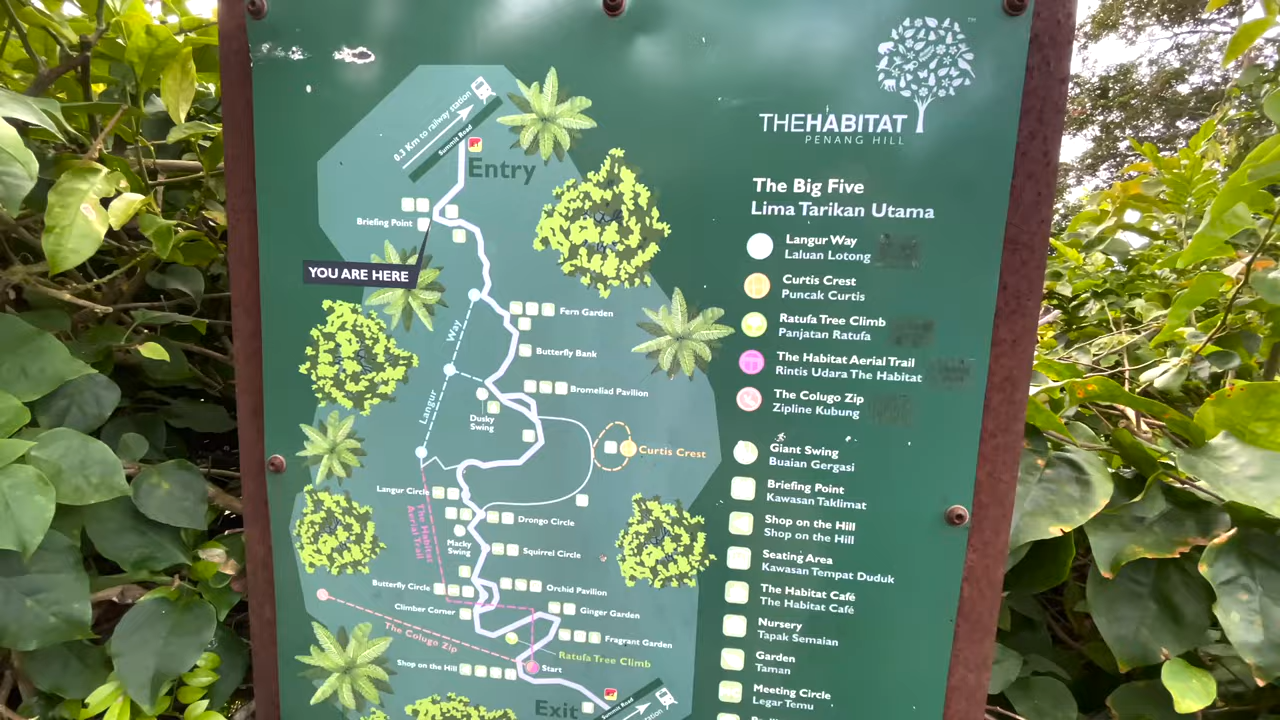 0.3 Km to railway station
Summit Road
Entry
Briefing Point
YOU ARE HERE
Way
Langur
Fern Garden
Butterfly Bank
Bromeliad Pavilion
Dusky
Swing
Curtis Crest
Langur Circle
Drongo Circle
The Habitat
Aerial Trail
Macky
Swing
Squirrel Circle
Butterfly Circle
Orchid Pavilion
Climber Corner
Ginger Garden
Fragrant Garden
The Colugo Zip
Ratufa Tree Climb
Shop on the Hill
Start
Exit
Summit Road
station
THEHABITAT
PENANG HILL
TM
The Big Five
Lima Tarikan Utama
Langur Way
Laluan Lotong
Curtis Crest
Puncak Curtis
Ratufa Tree Climb
Panjatan Ratufa
The Habitat Aerial Trail
Rintis Udara The Habitat
The Colugo Zip
Zipline Kubung
Giant Swing
Buaian Gergasi
Briefing Point
Kawasan Taklimat
Shop on the Hill
Shop on the Hill
Seating Area
Kawasan Tempat Duduk
The Habitat Café
The Habitat Café
Nursery
Tapak Semaian
Garden
Taman
Meeting Circle
Legar Temu